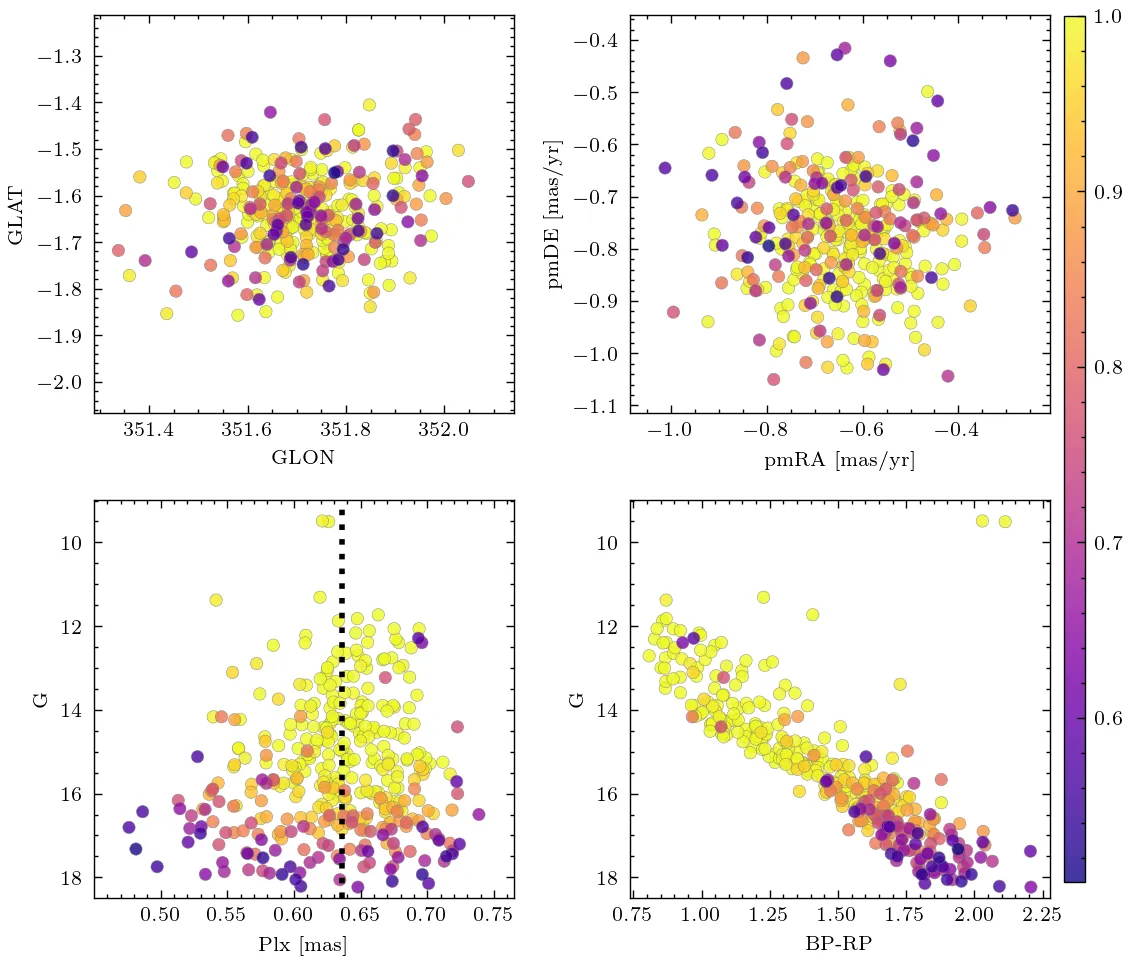 −1.3
−1.4
−1.5
−1.6
−1.7
−1.8
−1.9
−2.0
GLAT
351.4 351.6 351.8 352.0
GLON
−0.4
−0.5
−0.6
−0.7
−0.8
−0.9
−1.0
−1.1
pmDE [mas/yr]
−1.0 −0.8 −0.6 −0.4
pmRA [mas/yr]
10
12
14
16
18
G
0.50 0.55 0.60 0.65 0.70 0.75
Plx [mas]
10
12
14
16
18
G
0.75 1.00 1.25 1.50 1.75 2.00 2.25
BP-RP
1.0
0.9
0.8
0.7
0.6